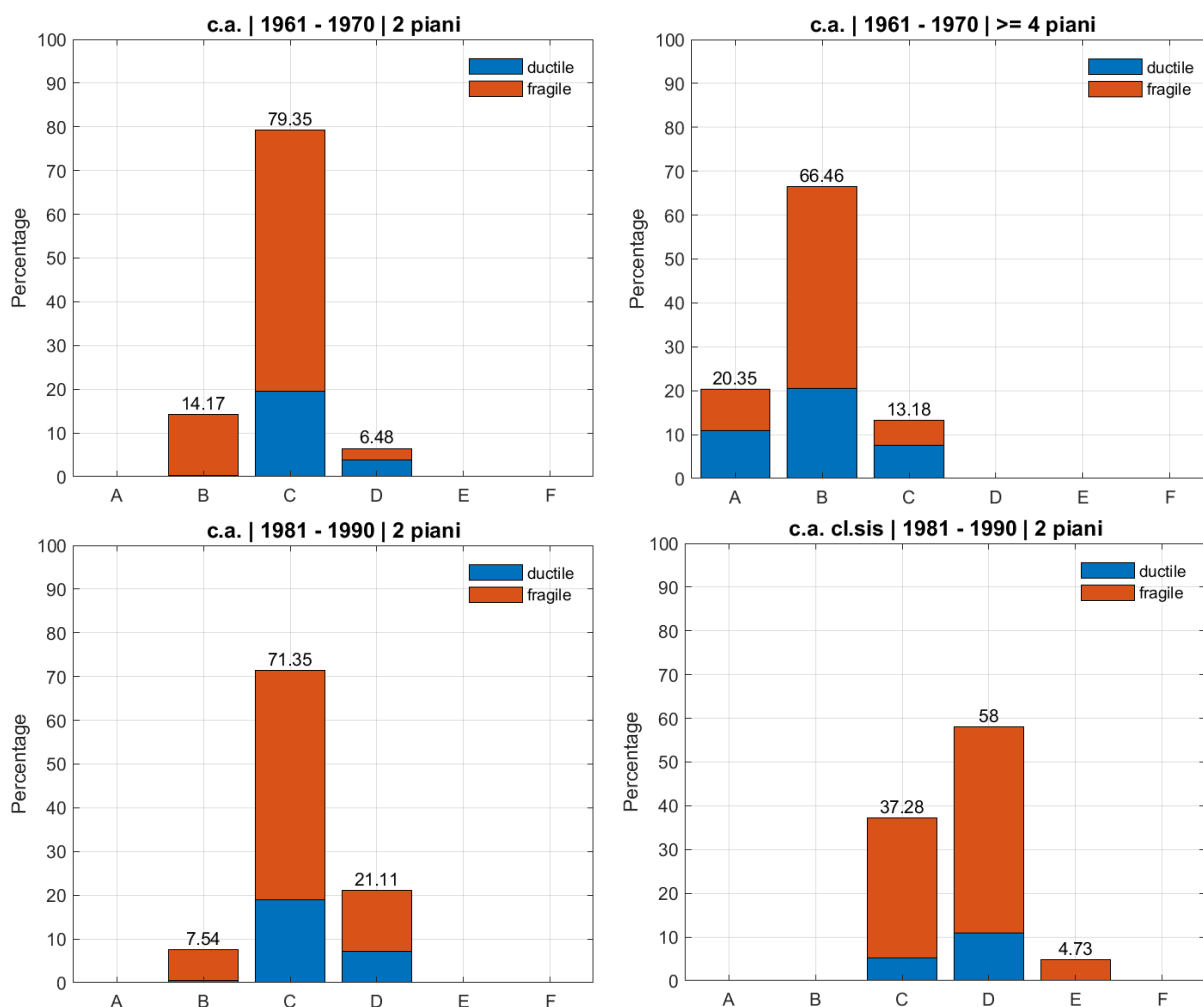 c.a. | 1961 - 1970 | 2 piani
100
90
80
70
60
50
40
30
20
10
0
Percentage
ductile
fragile
14.17
79.35
6.48
A B C D E F
c.a. | 1961 - 1970 | >= 4 piani
100
90
80
70
60
50
40
30
20
10
0
Percentage
ductile
fragile
20.35
66.46
13.18
A B C D E F
c.a. | 1981 - 1990 | 2 piani
100
90
80
70
60
50
40
30
20
10
0
Percentage
ductile
fragile
7.54
71.35
21.11
A B C D E F
c.a. cl.sis | 1981 - 1990 | 2 piani
100
90
80
70
60
50
40
30
20
10
0
Percentage
ductile
fragile
37.28
58
4.73
A B C D E F